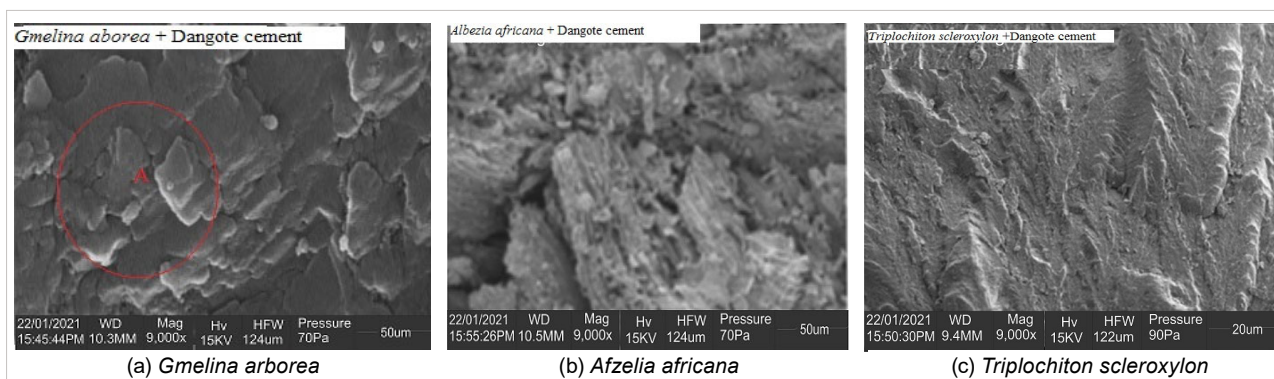 Gmelina aborea + Dangote cement
A
22/01/2021 WD Mag Hv HFW Pressure
15:45:44PM 10.3MM 9,000x 15KV 124um 70Pa 50um
(a) Gmelina arborea
Albezia africana + Dangote cement
22/01/2021 WD Mag Hv HFW Pressure
15:55:26PM 10.5MM 9,000x 15KV 124um 70Pa 50um
(b) Afzelia africana
Triplochiton scleroxylon +Dangote cement
22/01/2021 WD Mag Hv HFW Pressure
15:50:30PM 9.4MM 9,000x 15KV 122um 90Pa 20um
(c) Triplochiton scleroxylon